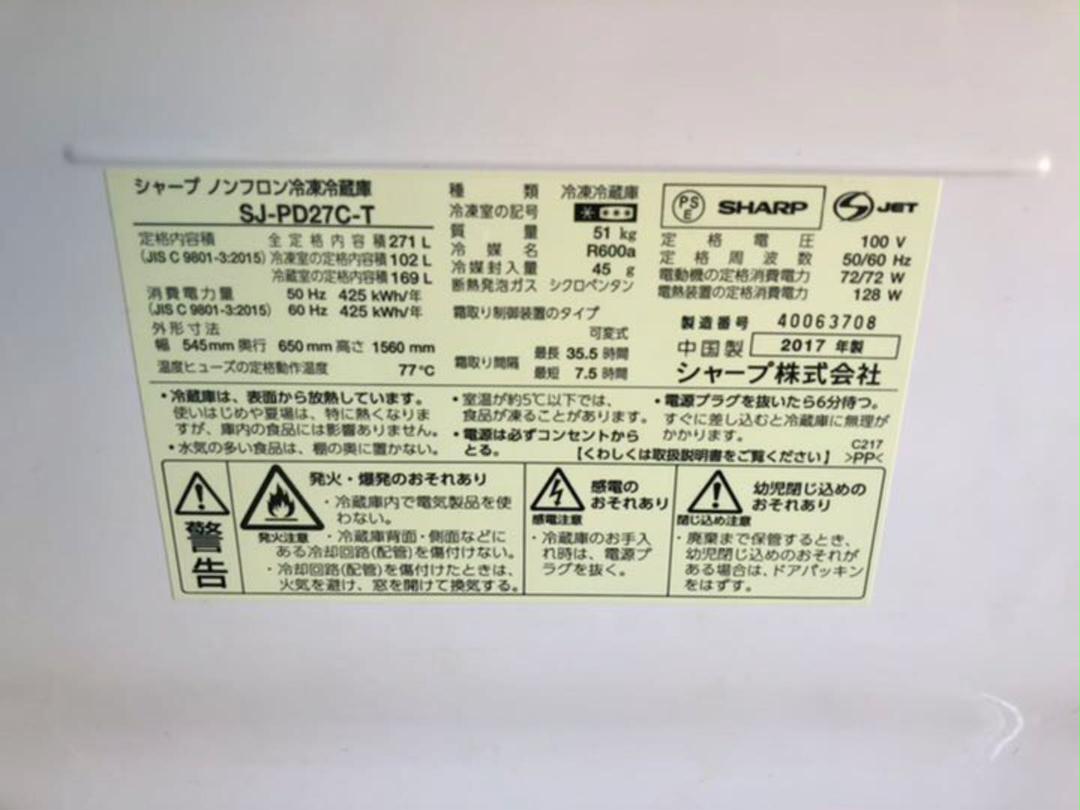 シャープ ノンフロン冷凍冷蔵庫
SJ-PD27C-T
定格内容積 全定格内容積 271 L
(JIS C 9801-3:2015) 冷凍室の定格内容積 102 L
冷蔵室の定格内容積 169 L
消費電力量 50 Hz 425 kWh/年
(JIS C 9801-3:2015) 60 Hz 425 kWh/年
外形寸法
幅 545 mm 奥行 650 mm 高さ 1560 mm
温度ヒューズの定格動作温度 77℃
種類 冷凍冷蔵庫
冷凍室の記号
質量 51 kg
冷媒名 R600a
冷媒封入量 45 g
断熱発泡ガス シクロペンタン
霜取り制御装置のタイプ
可変式
霜取り間隔 最長 35.5 時間
最短 7.5 時間
PSE SHARP JET
定格電圧 100 V
定格周波数 50/60 Hz
電動機の定格消費電力 72/72 W
電熱装置の定格消費電力 128 W
製造番号 40063708
中国製 2017 年製
シャープ株式会社
・冷蔵庫は、表面から放熱しています。
使いはじめや夏場は、特に熱くなりま
すが、庫内の食品には影響ありません。
・水気の多い食品は、棚の奥に置かない。
・室温が約5℃以下では、
食品が凍ることがあります。
・電源は必ずコンセントから
とる。
・電源プラグを抜いたら6分待つ。
すぐに差し込むと冷蔵庫に無理が
かかります。
【くわしくは取扱説明書をご覧ください】
C217
>PP<
警告
発火・爆発のおそれあり
発火注意
・冷蔵庫内で電気製品を使
わない。
・冷蔵庫背面・側面などに
ある冷却回路(配管)を傷付けない。
・冷却回路(配管)を傷付けたときは、
火気を避け、窓を開けて換気する。
感電の
おそれあり
感電注意
・冷蔵庫のお手入
れ時は、電源プ
ラグを抜く。
幼児閉じ込めの
おそれあり
閉じ込め注意
・廃棄まで保管するとき、
幼児閉じ込めのおそれが
ある場合は、ドアパッキン
をはずす。